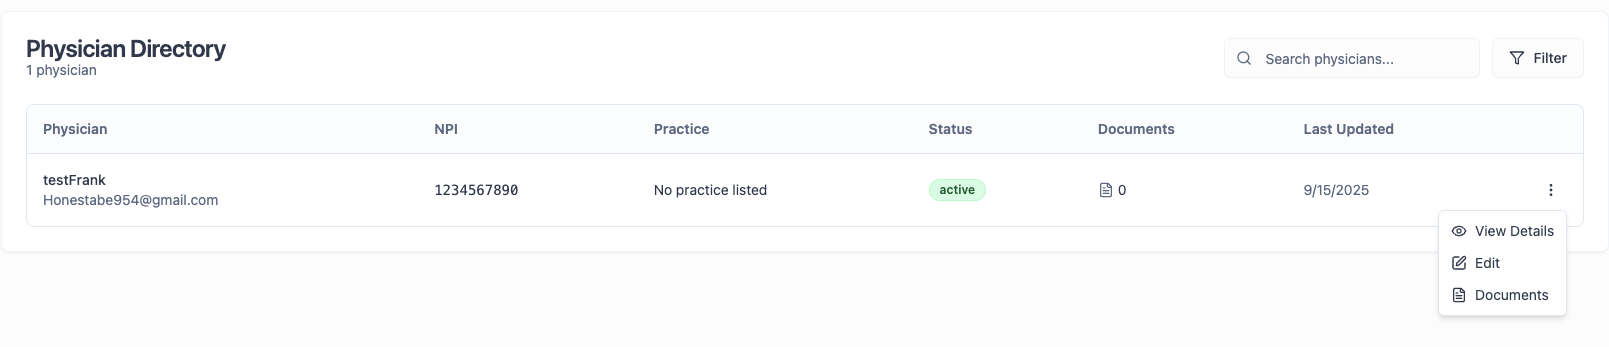 Physician Directory
1 physician
Search physicians...
Filter
Physician NPI Practice Status Documents Last Updated
testFrank
Honestabe954@gmail.com
1234567890 No practice listed active 0 9/15/2025
View Details
Edit
Documents